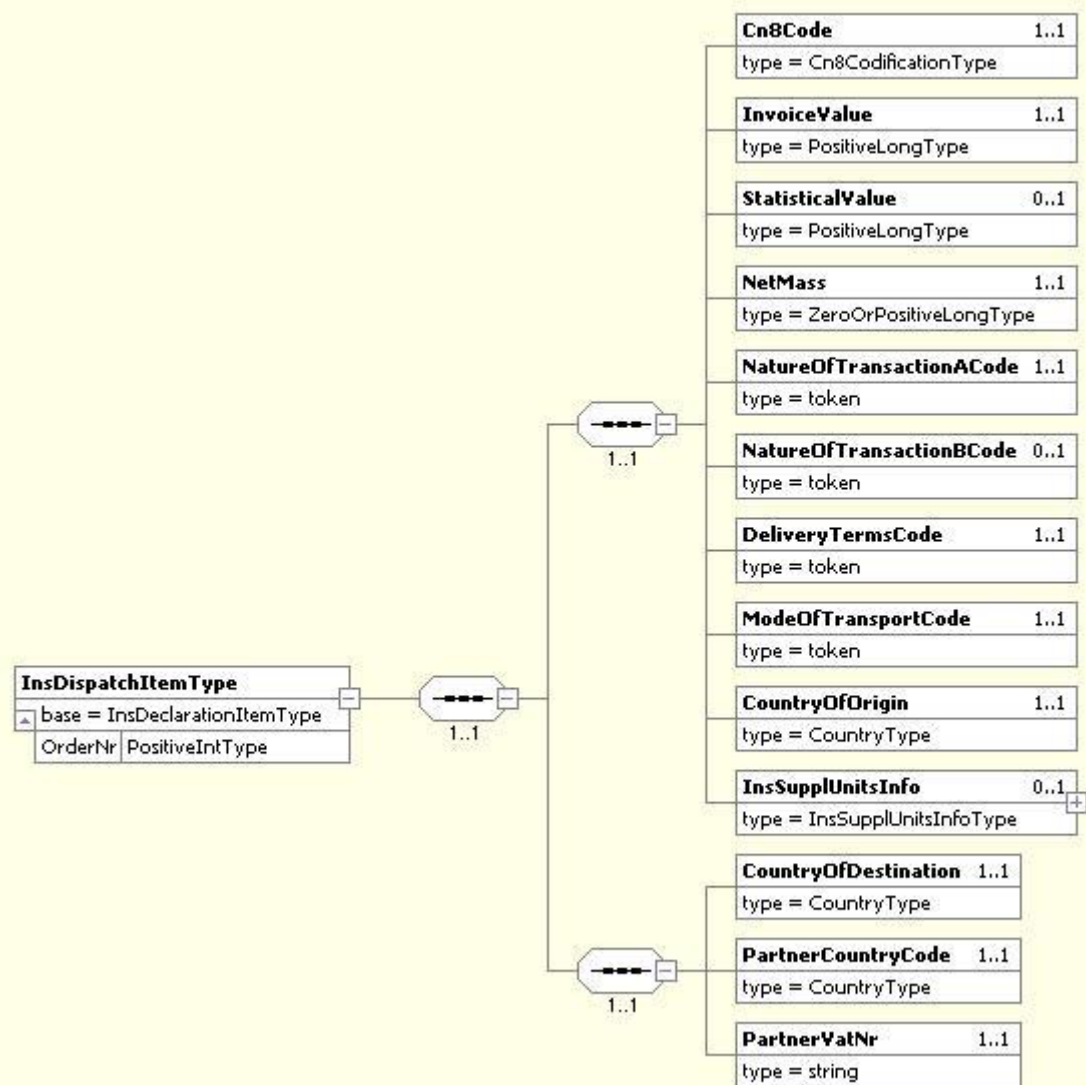 Cn8Code 1..1
type = Cn8CodificationType
InvoiceValue 1..1
type = PositiveLongType
StatisticalValue 0..1
type = PositiveLongType
NetMass 1..1
type = ZeroOrPositiveLongType
NatureOfTransactionACode 1..1
type = token
1..1
NatureOfTransactionBCode 0..1
type = token
DeliveryTermsCode 1..1
type = token
ModeOfTransportCode 1..1
type = token
InsDispatchItemType
base = InsDeclarationItemType
OrderNr PositiveIntType
1..1
CountryOfOrigin 1..1
type = CountryType
InsSupplUnitsInfo 0..1
type = InsSupplUnitsInfoType
CountryOfDestination 1..1
type = CountryType
PartnerCountryCode 1..1
type = CountryType
1..1
PartnerVatNr 1..1
type = string